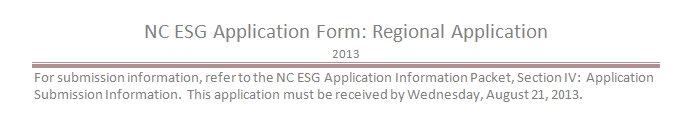 NC ESG Application Form: Regional Application
2013
For submission information, refer to the NC ESG Application Information Packet, Section IV:  Application
Submission Information.  This application must be received by Wednesday, August 21, 2013.